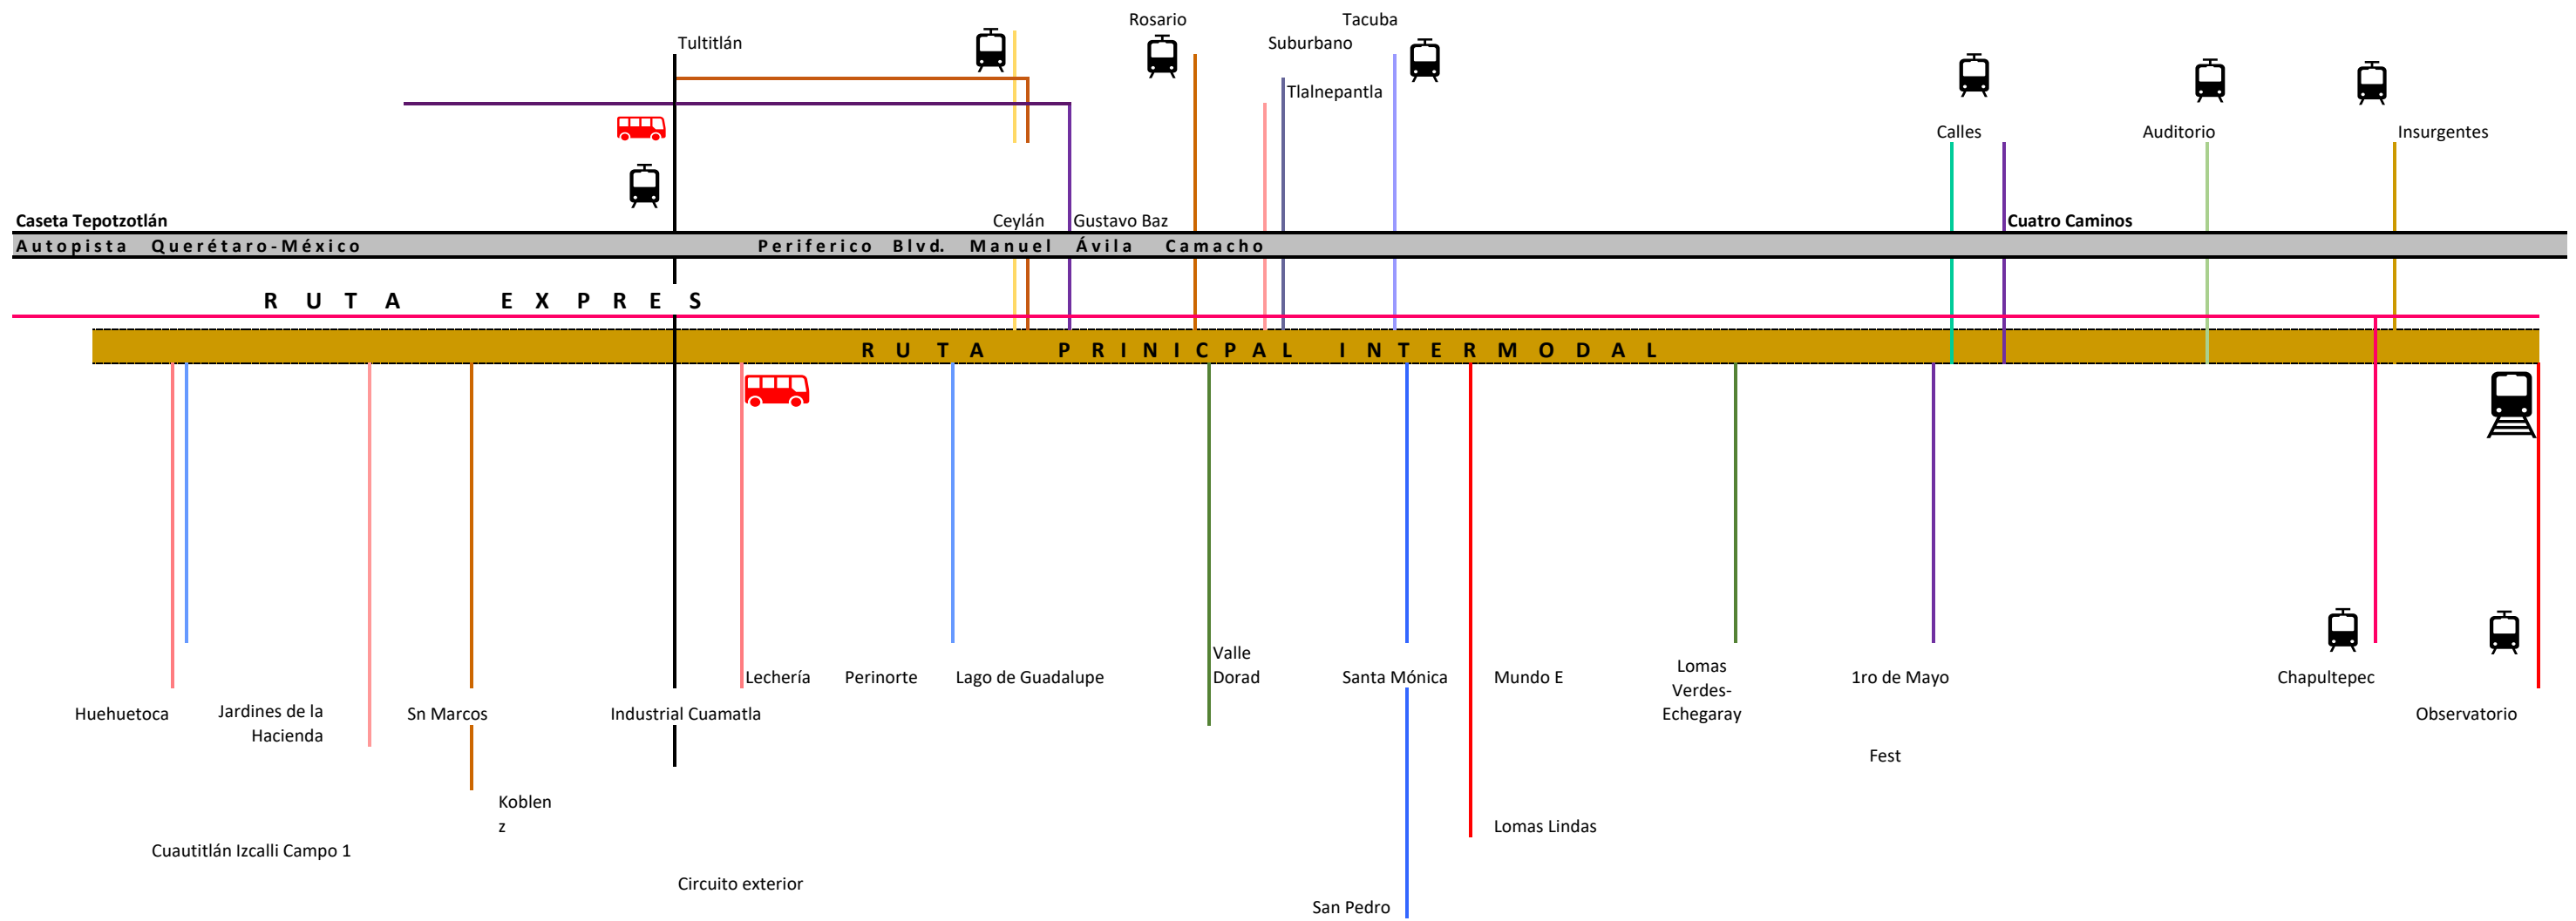 Rosario
Tacuba
Tultitlán
Suburbano
Tlalnepantla
Calles
Auditorio
Insurgentes
Caseta Tepotzotlán
Ceylán
Gustavo Baz
Cuatro Caminos
Autopista Querétaro-México
Periferico Blvd. Manuel Ávila Camacho
RUTA EXPRES
RUTA PRINICPAL INTERMODAL
Huehuetoca
Jardines de la
Hacienda
Sn Marcos
Industrial Cuamatla
Lechería
Perinorte
Lago de Guadalupe
Valle
Dorad
Santa Mónica
Mundo E
Lomas
Verdes-
Echegaray
1ro de Mayo
Chapultepec
Observatorio
Fest
Koblen
z
Lomas Lindas
Cuautitlán Izcalli Campo 1
Circuito exterior
San Pedro